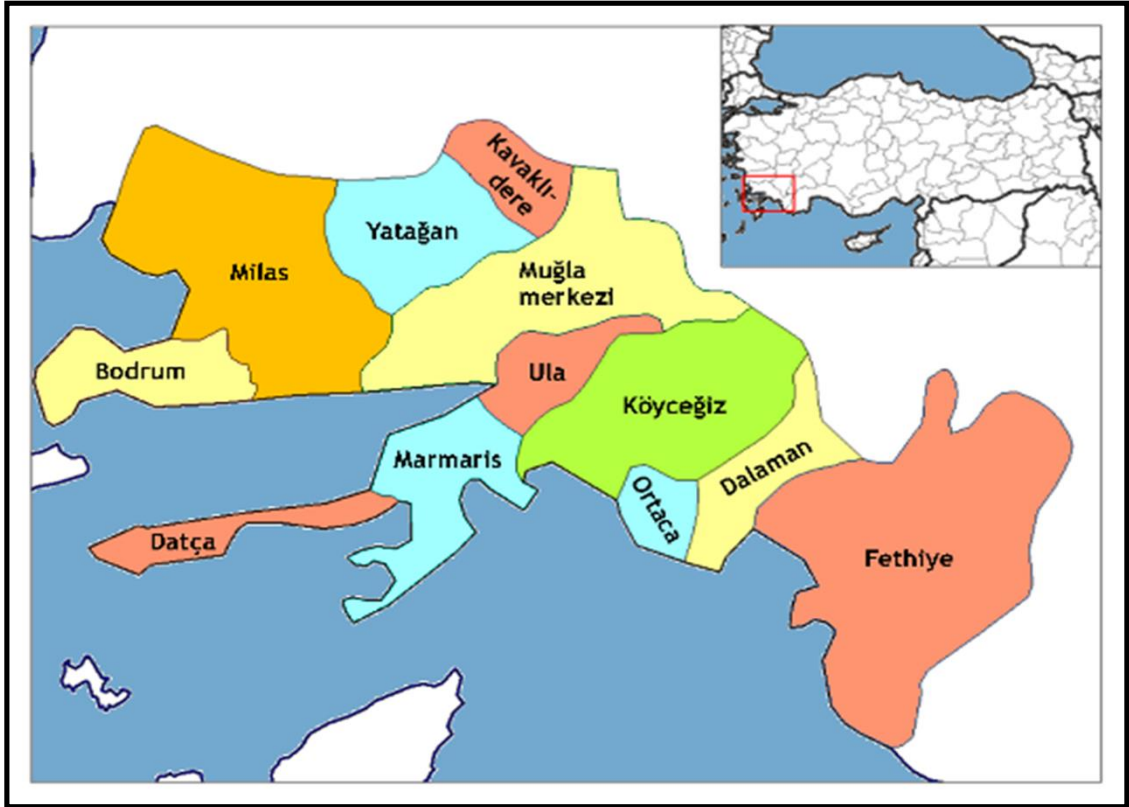 Kavaklı-
dere
Yatağan
Milas
Muğla
merkezi
Bodrum
Ula
Köyceğiz
Marmaris
Dalaman
Ortaca
Datça
Fethiye